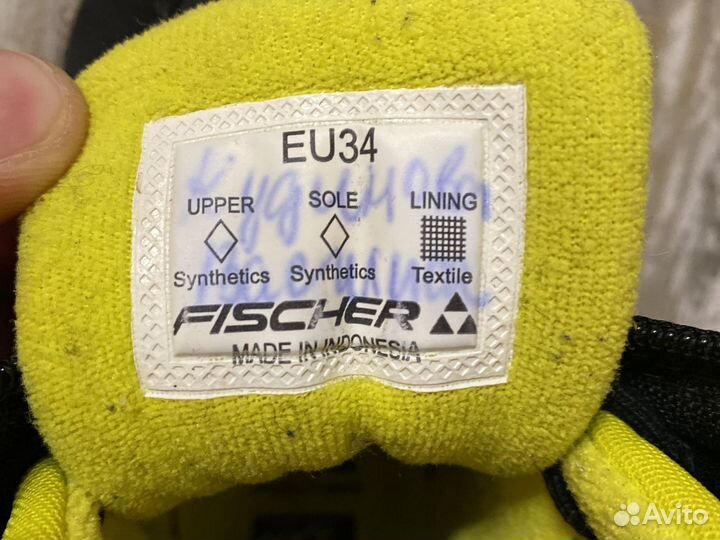 EU34
UPPER SOLE LINING
Synthetics Synthetics Textile
FISCHER
MADE IN INDONESIA
Avito